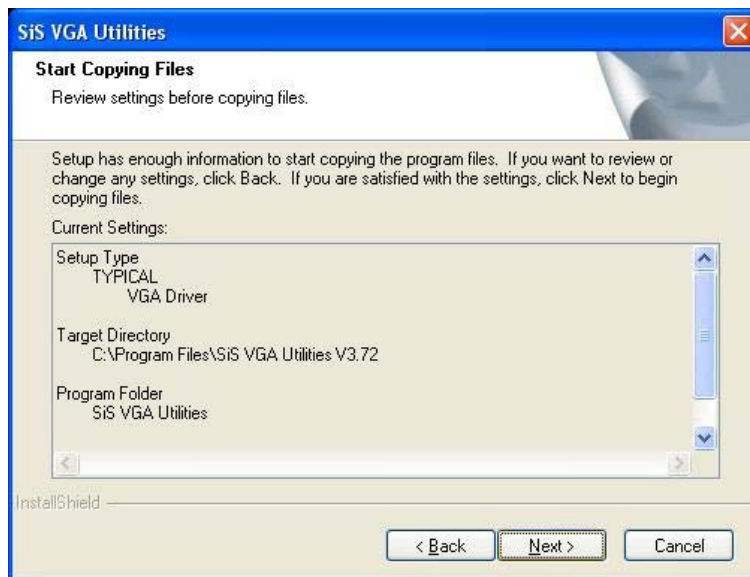 SiS VGA Utilities
Start Copying Files
Review settings before copying files.
Setup has enough information to start copying the program files.  If you want to review or
change any settings, click Back.  If you are satisfied with the settings, click Next to begin
copying files.
Current Settings:
Setup Type
TYPICAL
VGA Driver
Target Directory
C:\Program Files\SiS VGA Utilities V3.72
Program Folder
SiS VGA Utilities
InstallShield
< Back
Next >
Cancel